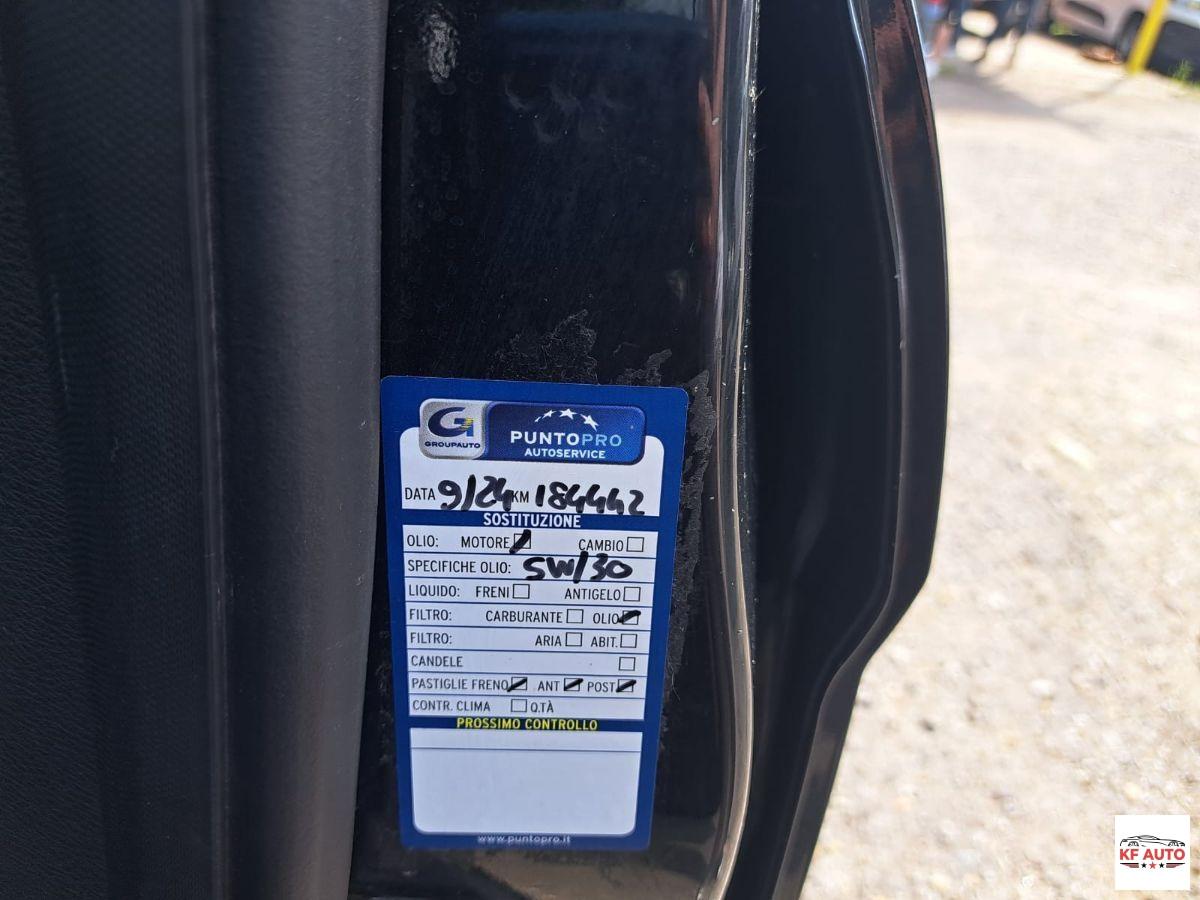 G
GROUPAUTO
PUNTOPRO
AUTOSERVICE
DATA 9/24 KM 184442
SOSTITUZIONE
OLIO: MOTORE CAMBIO
SPECIFICHE OLIO: 5W/30
LIQUIDO: FRENI ANTIGELO
FILTRO: CARBURANTE OLIO
FILTRO: ARIA ABIT.
CANDELE
PASTIGLIE FRENO ANT POST
CONTR. CLIMA Q.TÀ
PROSSIMO CONTROLLO
www.puntopro.it
KF AUTO